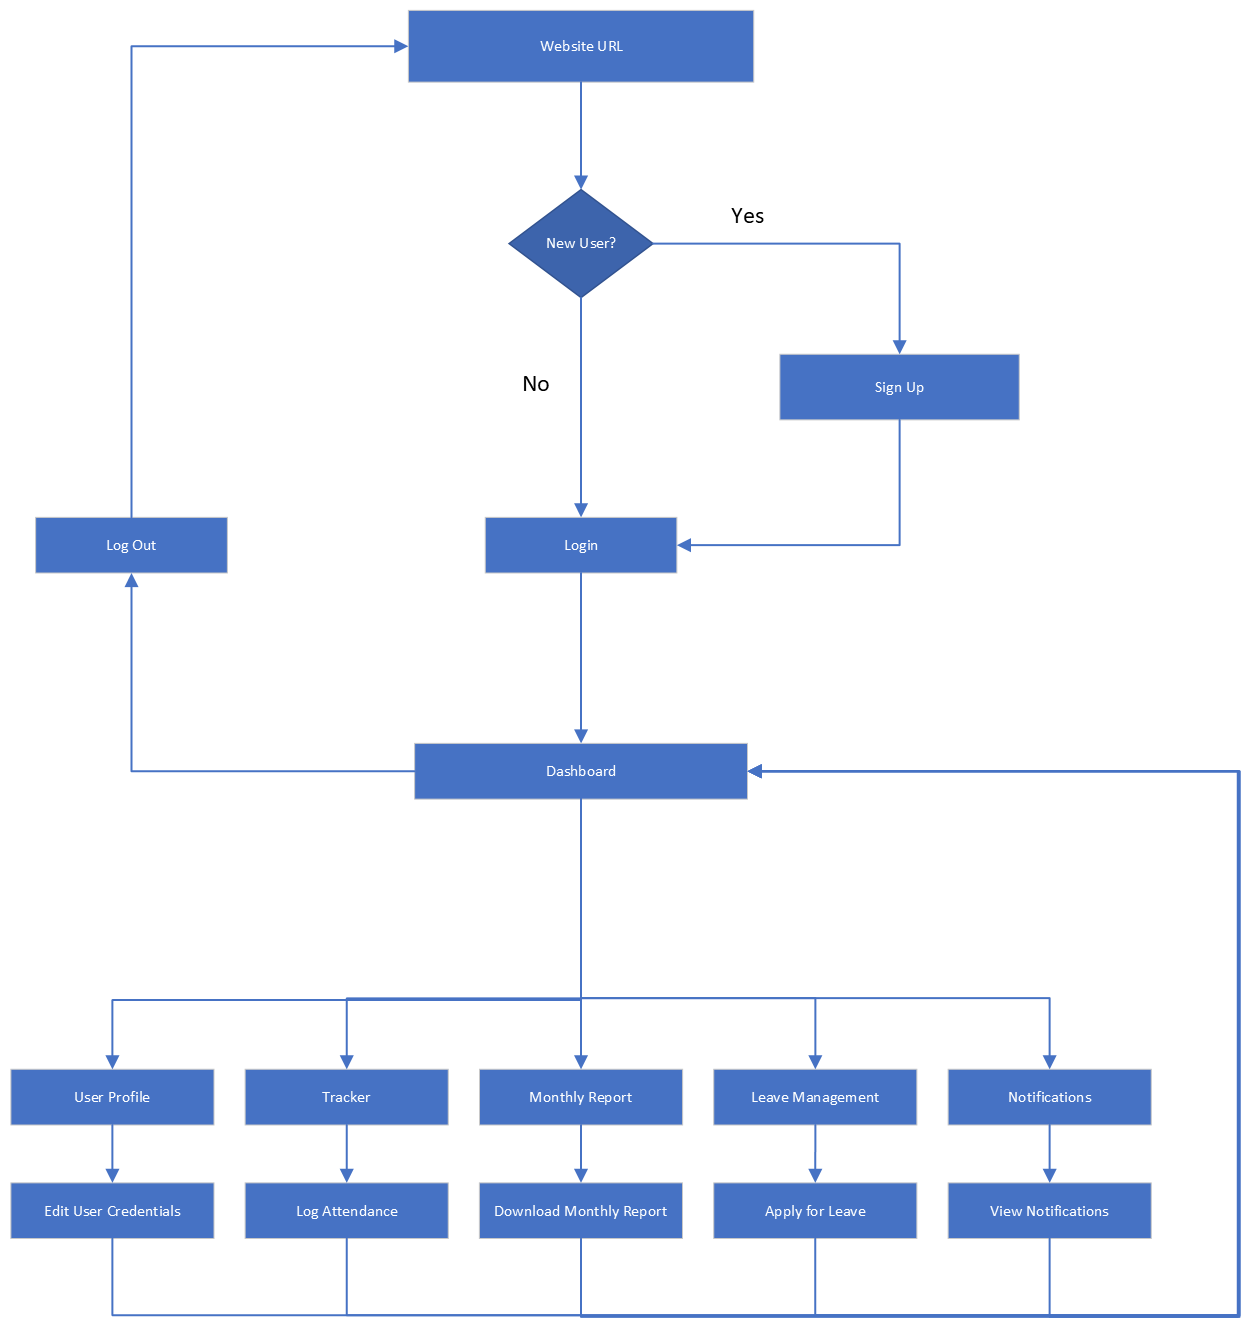 Website URL
New User?
Yes
No
Sign Up
Log Out
Login
Dashboard
User Profile
Tracker
Monthly Report
Leave Management
Notifications
Edit User Credentials
Log Attendance
Download Monthly Report
Apply for Leave
View Notifications